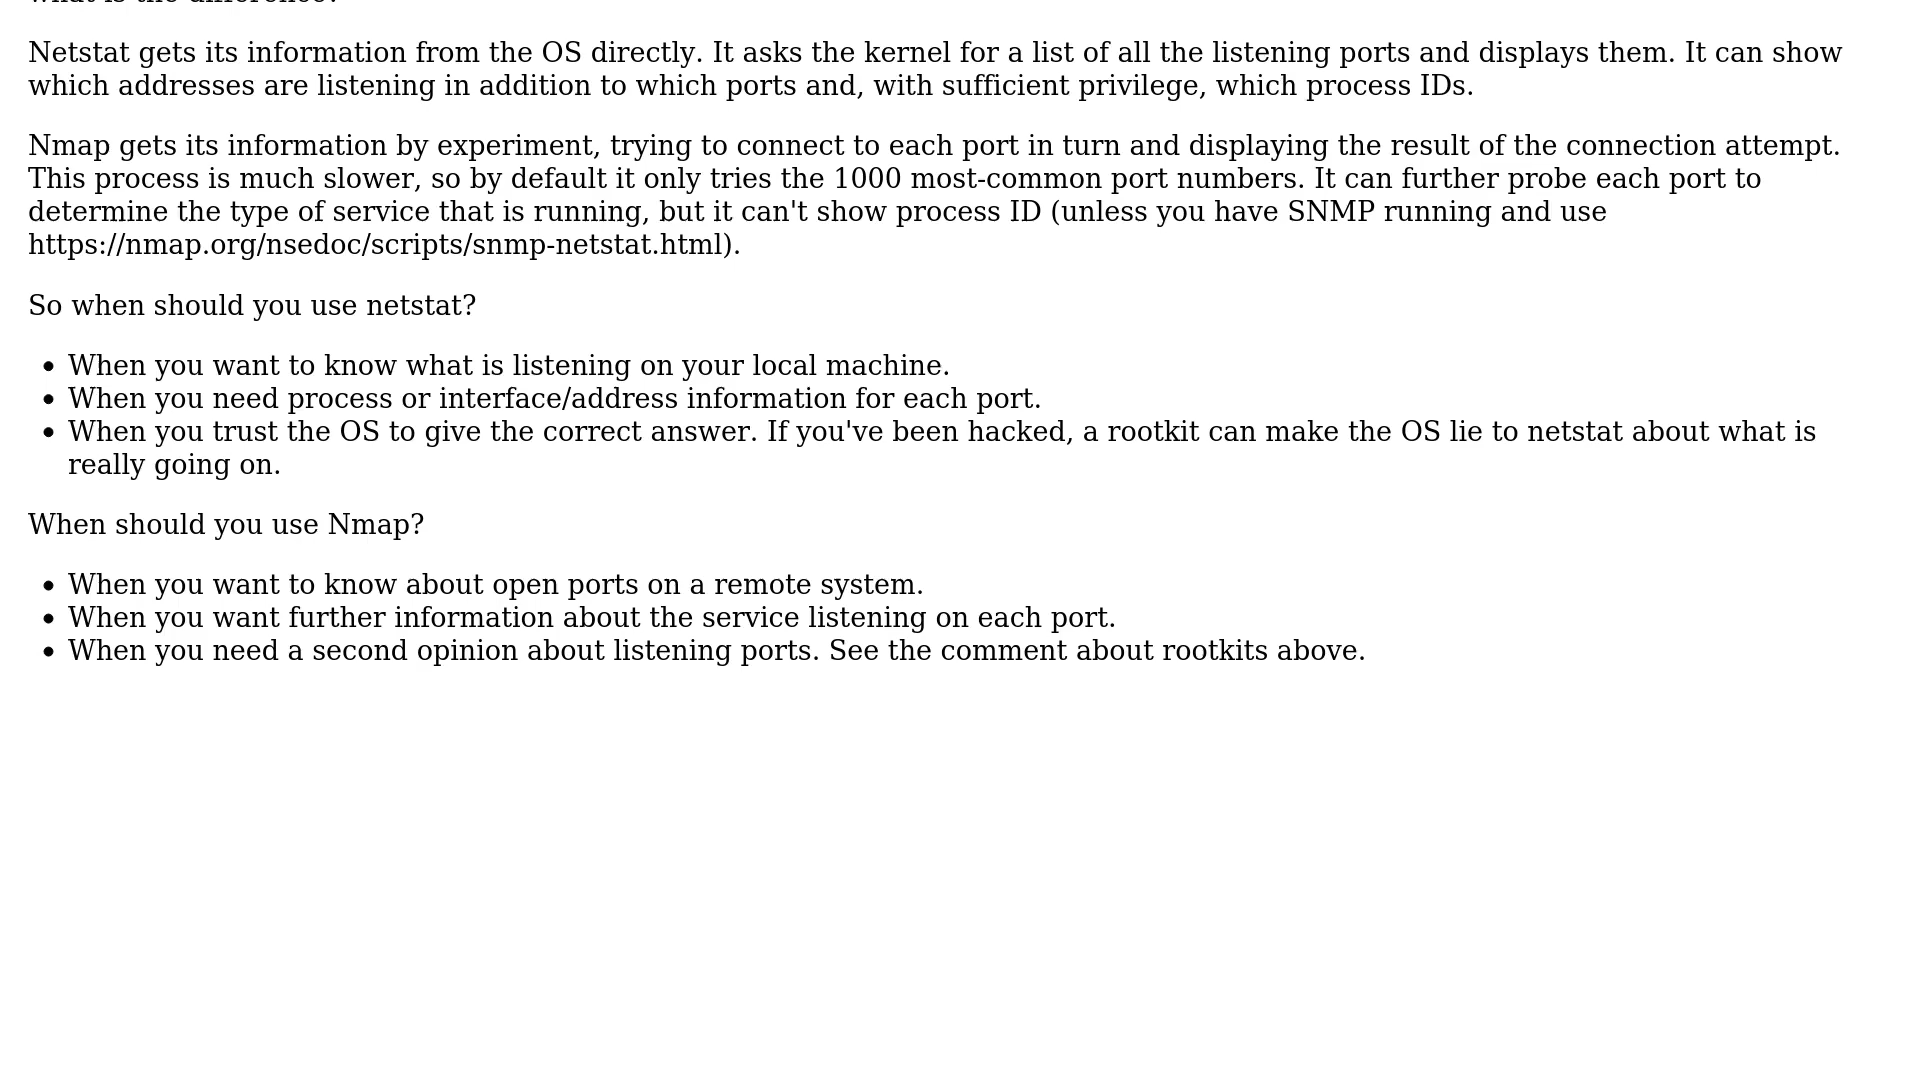 what is the difference?
Netstat gets its information from the OS directly. It asks the kernel for a list of all the listening ports and displays them. It can show
which addresses are listening in addition to which ports and, with sufficient privilege, which process IDs.
Nmap gets its information by experiment, trying to connect to each port in turn and displaying the result of the connection attempt.
This process is much slower, so by default it only tries the 1000 most-common port numbers. It can further probe each port to
determine the type of service that is running, but it can't show process ID (unless you have SNMP running and use
https://nmap.org/nsedoc/scripts/snmp-netstat.html).
So when should you use netstat?
• When you want to know what is listening on your local machine.
• When you need process or interface/address information for each port.
• When you trust the OS to give the correct answer. If you've been hacked, a rootkit can make the OS lie to netstat about what is
really going on.
When should you use Nmap?
• When you want to know about open ports on a remote system.
• When you want further information about the service listening on each port.
• When you need a second opinion about listening ports. See the comment about rootkits above.